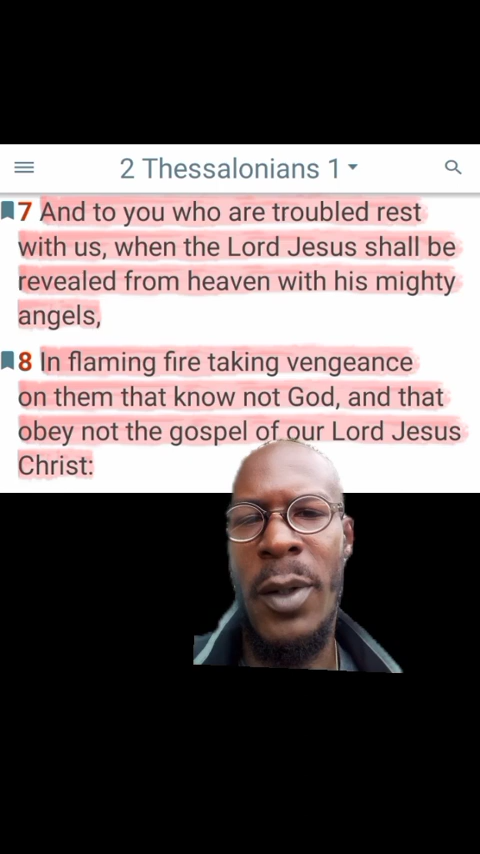 2 Thessalonians 1
7 And to you who are troubled rest
with us, when the Lord Jesus shall be
revealed from heaven with his mighty
angels,
8 In flaming fire taking vengeance
on them that know not God, and that
obey not the gospel of our Lord Jesus
Christ: